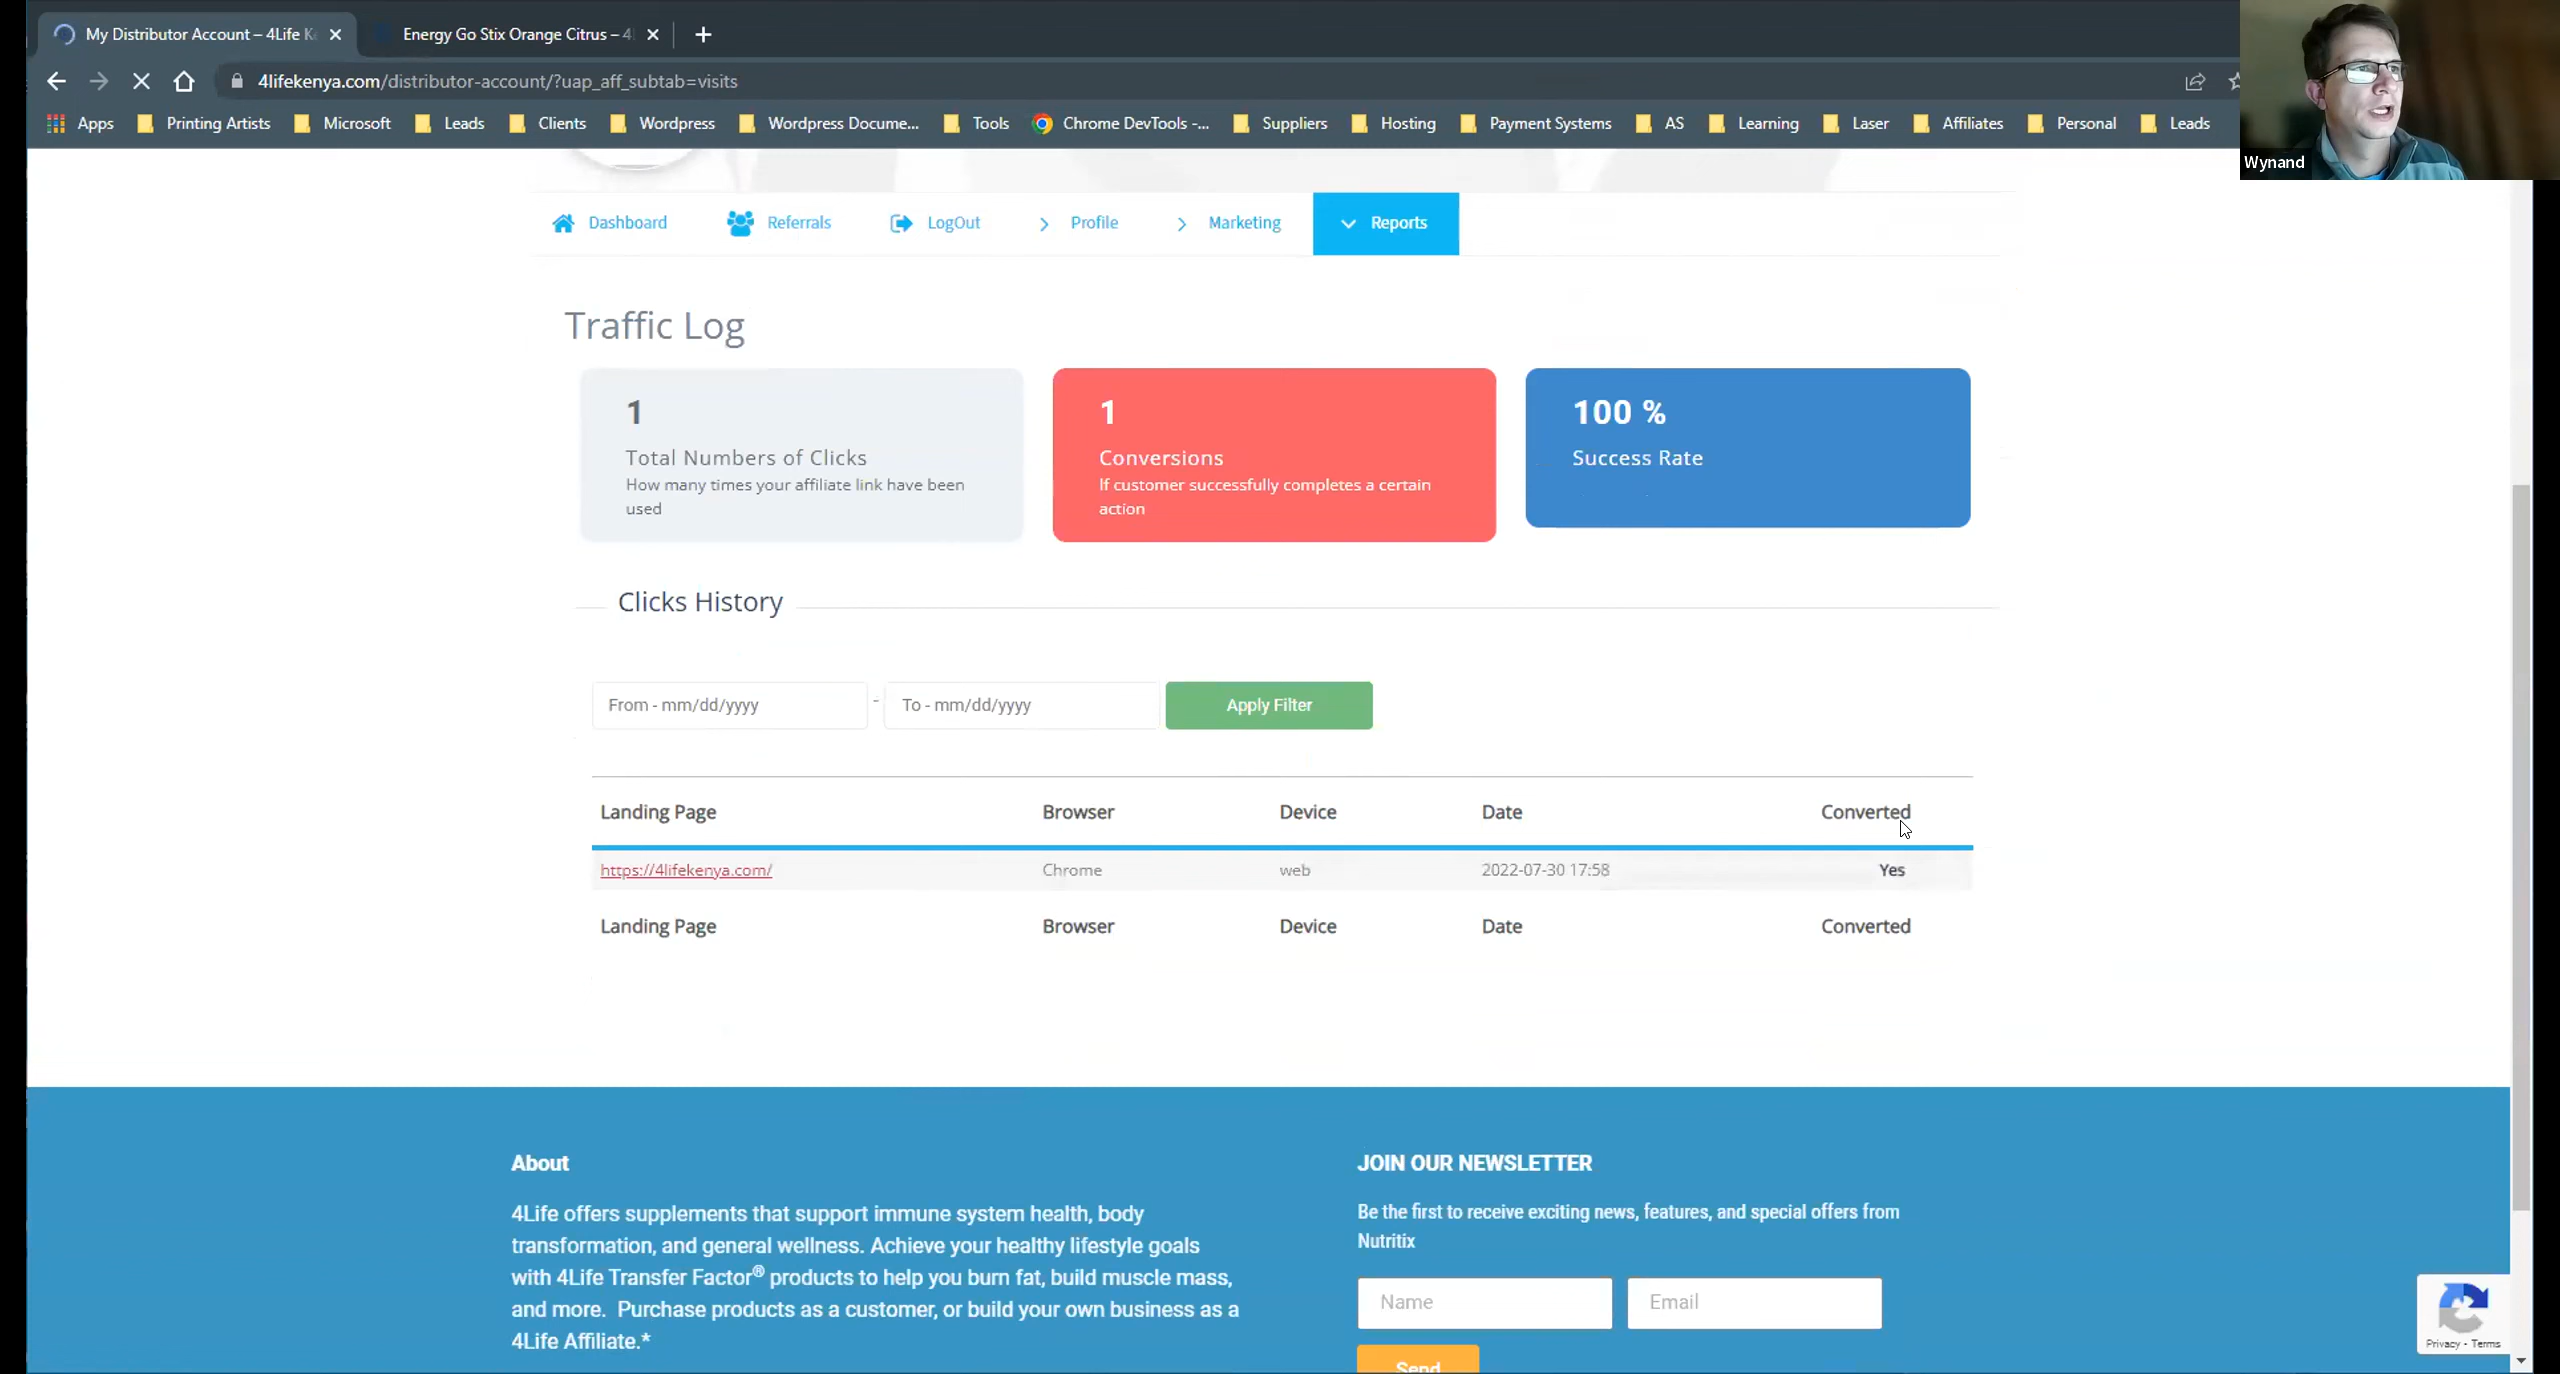 My Distributor Account – 4Life K
Energy Go Stix Orange Citrus – 4
4lifekenya.com/distributor-account/?uap_aff_subtab=visits
Apps Printing Artists Microsoft Leads Clients Wordpress Wordpress Docume... Tools Chrome DevTools -... Suppliers Hosting Payment Systems AS Learning Laser Affiliates Personal Leads
Wynand
Dashboard Referrals LogOut Profile Marketing Reports
Traffic Log
1
Total Numbers of Clicks
How many times your affiliate link have been
used
1
Conversions
If customer successfully completes a certain
action
100 %
Success Rate
Clicks History
From - mm/dd/yyyy - To - mm/dd/yyyy Apply Filter
Landing Page Browser Device Date Converted
https://4lifekenya.com/ Chrome web 2022-07-30 17:58 Yes
Landing Page Browser Device Date Converted
About
4Life offers supplements that support immune system health, body
transformation, and general wellness. Achieve your healthy lifestyle goals
with 4Life Transfer Factor® products to help you burn fat, build muscle mass,
and more. Purchase products as a customer, or build your own business as a
4Life Affiliate.*
JOIN OUR NEWSLETTER
Be the first to receive exciting news, features, and special offers from
Nutritix
Name Email
Send
Privacy - Terms